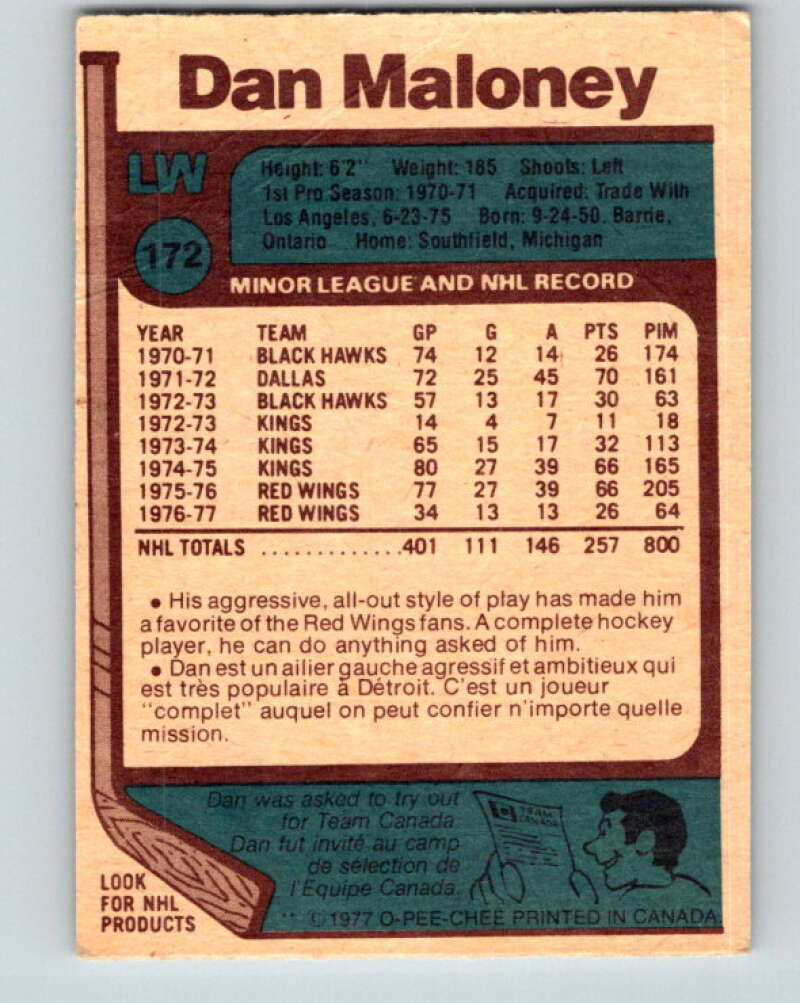 Dan Maloney
LW
172
Height: 6'2" Weight: 185 Shoots: Left
1st Pro Season: 1970-71 Acquired: Trade With
Los Angeles, 6-23-75 Born: 9-24-50. Barrie,
Ontario Home: Southfield, Michigan
MINOR LEAGUE AND NHL RECORD
YEAR TEAM GP G A PTS PIM
1970-71 BLACK HAWKS 74 12 14 26 174
1971-72 DALLAS 72 25 45 70 161
1972-73 BLACK HAWKS 57 13 17 30 63
1972-73 KINGS 14 4 7 11 18
1973-74 KINGS 65 15 17 32 113
1974-75 KINGS 80 27 39 66 165
1975-76 RED WINGS 77 27 39 66 205
1976-77 RED WINGS 34 13 13 26 64
NHL TOTALS .............401 111 146 257 800
• His aggressive, all-out style of play has made him
a favorite of the Red Wings fans. A complete hockey
player, he can do anything asked of him.
• Dan est un ailier gauche agressif et ambitieux qui
est très populaire à Détroit. C'est un joueur
"complet" auquel on peut confier n'importe quelle
mission.
Dan was asked to try out
for Team Canada.
Dan fut invité au camp
de sélection de
l'Equipe Canada.
TEAM
CANADA
LOOK
FOR NHL
PRODUCTS
** © 1977 O-PEE-CHEE PRINTED IN CANADA.